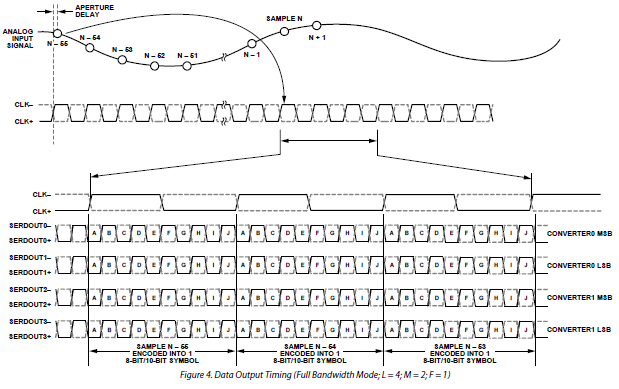 APERTURE
DELAY
SAMPLE N
ANALOG
INPUT
SIGNAL
N – 55
N – 54
N – 53
N – 52
N – 51
N – 1
N + 1
CLK–
CLK+
CLK–
CLK+
SERDOUT0–
SERDOUT0+
A B C D E F G H I J A B C D E F G H I J A B C D E F G H I J
CONVERTER0 MSB
SERDOUT1–
SERDOUT1+
A B C D E F G H I J A B C D E F G H I J A B C D E F G H I J
CONVERTER0 LSB
SERDOUT2–
SERDOUT2+
A B C D E F G H I J A B C D E F G H I J A B C D E F G H I J
CONVERTER1 MSB
SERDOUT3–
SERDOUT3+
A B C D E F G H I J A B C D E F G H I J A B C D E F G H I J
CONVERTER1 LSB
SAMPLE N – 55
ENCODED INTO 1
8-BIT/10-BIT SYMBOL
SAMPLE N – 54
ENCODED INTO 1
8-BIT/10-BIT SYMBOL
SAMPLE N – 53
ENCODED INTO 1
8-BIT/10-BIT SYMBOL
Figure 4. Data Output Timing (Full Bandwidth Mode; L = 4; M = 2; F = 1)